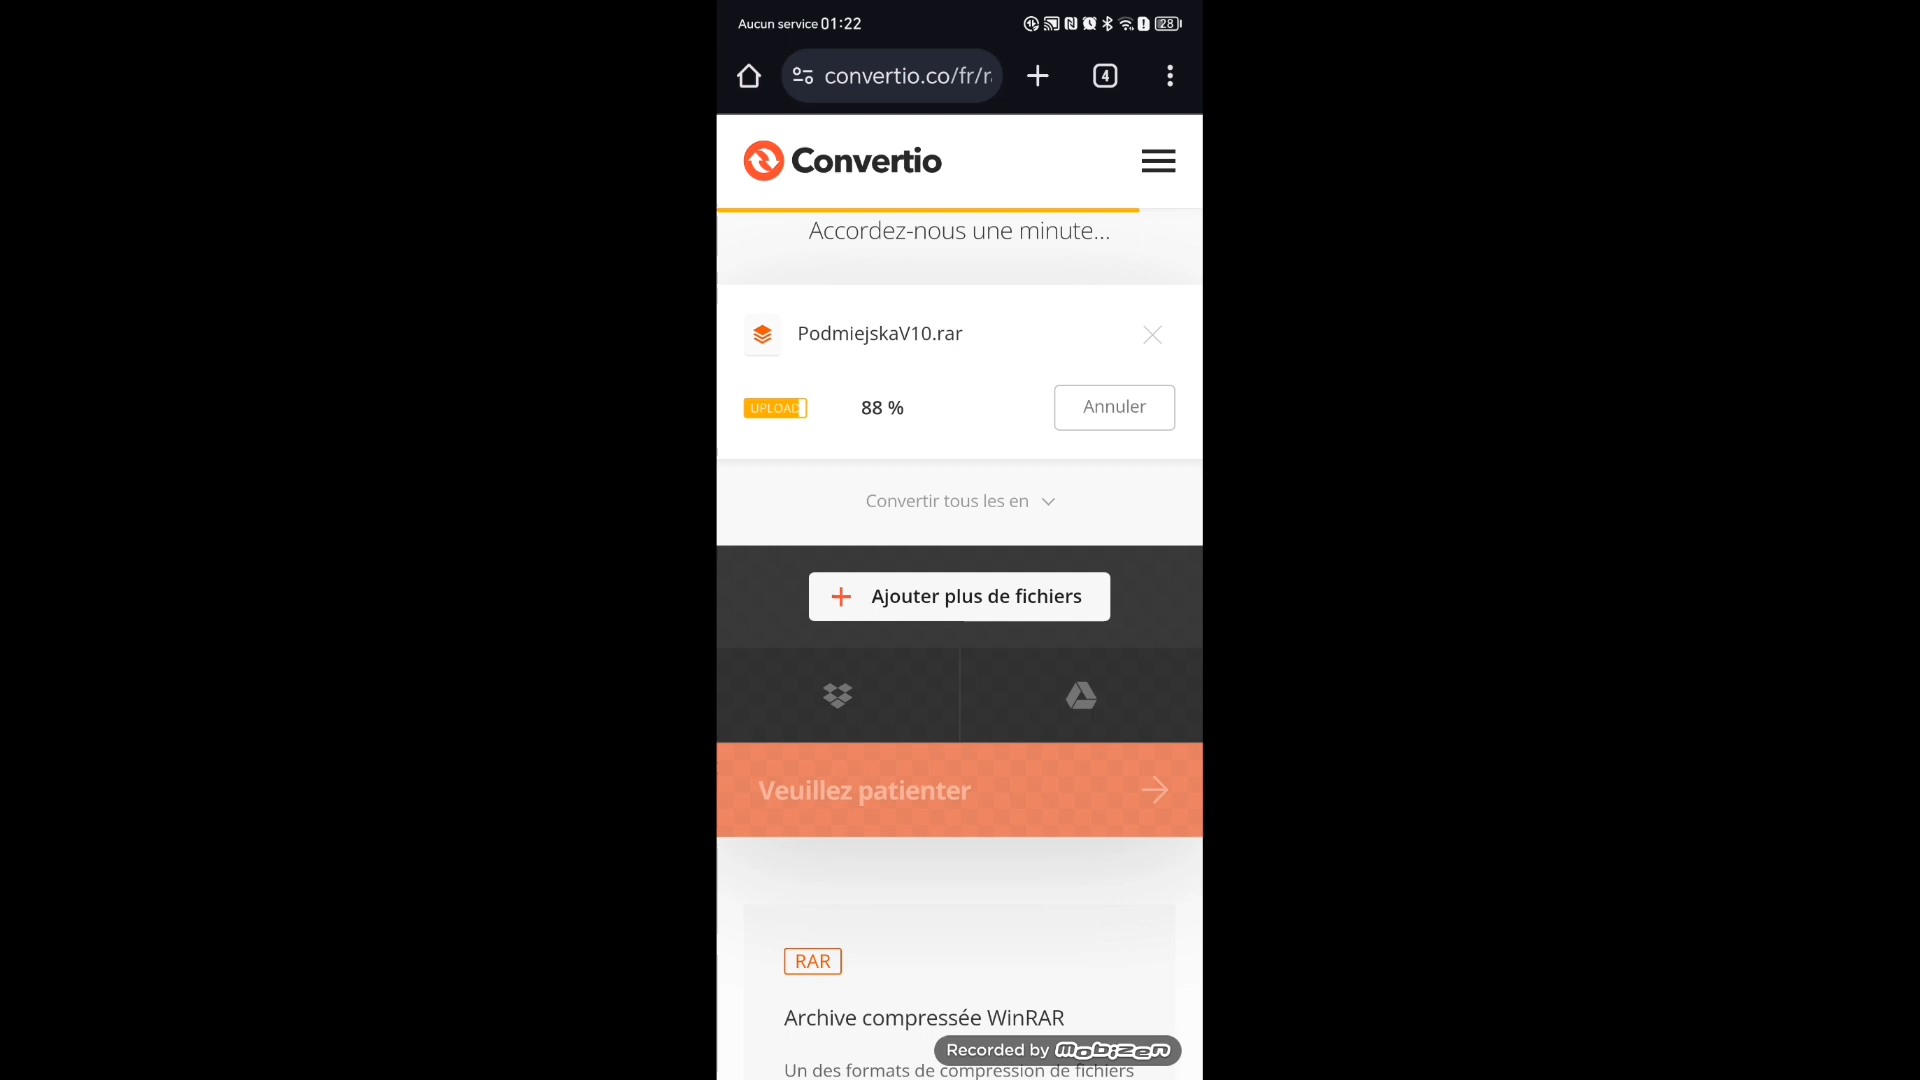 Aucun service 01:22
28
convertio.co/fr/r
4
Convertio
Accordez-nous une minute...
PodmiejskaV10.rar
UPLOAD
88 %
Annuler
Convertir tous les en
Ajouter plus de fichiers
Veuillez patienter
RAR
Archive compressée WinRAR
Recorded by mobizen
Un des formats de compression de fichiers